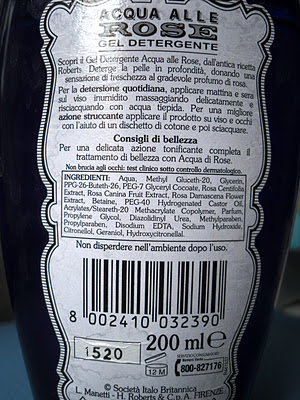 ACQUA ALLE
ROSE
GEL DETERGENTE
Scopri il Gel Detergente Acqua alle Rose, dall'antica ricetta
Roberts. Deterge la pelle in profondità, donando una
sensazione di freschezza al gradevole profumo di rosa.
Per la detersione quotidiana, applicare mattina e sera
sul viso inumidito massaggiando delicatamente e
risciacquando con acqua tiepida. Per una migliore
azione struccante applicare il prodotto su viso e occhi
con l'aiuto di un dischetto di cotone e poi sciacquare.
Consigli di bellezza
Per una delicata azione tonificante completa il
trattamento di bellezza con Acqua di Rose.
Non brucia agli occhi: test clinico sotto controllo dermatologico.
INGREDIENTI: Aqua, Methyl Gluceth-20, Glycerin,
PPG-26-Buteth-26, PEG-7 Glyceryl Cocoate, Rosa Centifolia
Extract, Rosa Canina Fruit Extract, Rosa Damascena Flower
Extract, Betaine, PEG-40 Hydrogenated Castor Oil,
Acrylates/Steareth-20 Methacrylate Copolymer, Parfum,
Propylene Glycol, Diazolidinyl Urea, Methylparaben,
Propylparaben, Disodium EDTA, Sodium Hydroxide,
Citronellol, Geraniol, Hydroxycitronellal.
Non disperdere nell'ambiente dopo l'uso.
8 002410 032390
1520
200 ml e
12 M
SERVIZIO CONSUMATORI
800-827176
© Società Italo Britannica
L. Manetti - H. Roberts & C.p.A. FIRENZE